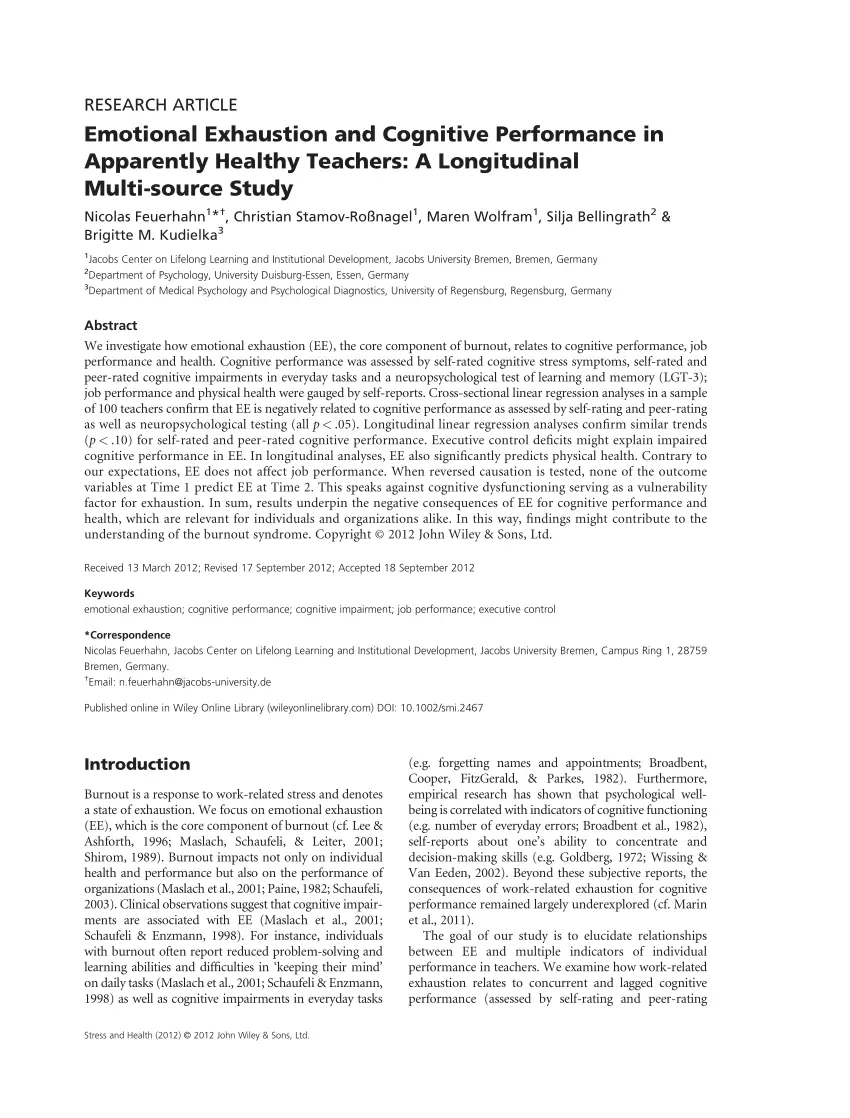 RESEARCH ARTICLE
Emotional Exhaustion and Cognitive Performance in
Apparently Healthy Teachers: A Longitudinal
Multi-source Study
Nicolas Feuerhahn1*†, Christian Stamov-Roßnagel1, Maren Wolfram1, Silja Bellingrath2 &
Brigitte M. Kudielka3
1Jacobs Center on Lifelong Learning and Institutional Development, Jacobs University Bremen, Bremen, Germany
2Department of Psychology, University Duisburg-Essen, Essen, Germany
3Department of Medical Psychology and Psychological Diagnostics, University of Regensburg, Regensburg, Germany
Abstract
We investigate how emotional exhaustion (EE), the core component of burnout, relates to cognitive performance, job
performance and health. Cognitive performance was assessed by self-rated cognitive stress symptoms, self-rated and
peer-rated cognitive impairments in everyday tasks and a neuropsychological test of learning and memory (LGT-3);
job performance and physical health were gauged by self-reports. Cross-sectional linear regression analyses in a sample
of 100 teachers confirm that EE is negatively related to cognitive performance as assessed by self-rating and peer-rating
as well as neuropsychological testing (all p < .05). Longitudinal linear regression analyses confirm similar trends
(p < .10) for self-rated and peer-rated cognitive performance. Executive control deficits might explain impaired
cognitive performance in EE. In longitudinal analyses, EE also significantly predicts physical health. Contrary to
our expectations, EE does not affect job performance. When reversed causation is tested, none of the outcome
variables at Time 1 predict EE at Time 2. This speaks against cognitive dysfunctioning serving as a vulnerability
factor for exhaustion. In sum, results underpin the negative consequences of EE for cognitive performance and
health, which are relevant for individuals and organizations alike. In this way, findings might contribute to the
understanding of the burnout syndrome. Copyright © 2012 John Wiley & Sons, Ltd.
Received 13 March 2012; Revised 17 September 2012; Accepted 18 September 2012
Keywords
emotional exhaustion; cognitive performance; cognitive impairment; job performance; executive control
*Correspondence
Nicolas Feuerhahn, Jacobs Center on Lifelong Learning and Institutional Development, Jacobs University Bremen, Campus Ring 1, 28759
Bremen, Germany.
†Email: n.feuerhahn@jacobs-university.de
Published online in Wiley Online Library (wileyonlinelibrary.com) DOI: 10.1002/smi.2467
Introduction
Burnout is a response to work-related stress and denotes
a state of exhaustion. We focus on emotional exhaustion
(EE), which is the core component of burnout (cf. Lee &
Ashforth, 1996; Maslach, Schaufeli, & Leiter, 2001;
Shirom, 1989). Burnout impacts not only on individual
health and performance but also on the performance of
organizations (Maslach et al., 2001; Paine, 1982; Schaufeli,
2003). Clinical observations suggest that cognitive impair-
ments are associated with EE (Maslach et al., 2001;
Schaufeli & Enzmann, 1998). For instance, individuals
with burnout often report reduced problem-solving and
learning abilities and difficulties in 'keeping their mind'
on daily tasks (Maslach et al., 2001; Schaufeli & Enzmann,
1998) as well as cognitive impairments in everyday tasks
(e.g. forgetting names and appointments; Broadbent,
Cooper, FitzGerald, & Parkes, 1982). Furthermore,
empirical research has shown that psychological well-
being is correlated with indicators of cognitive functioning
(e.g. number of everyday errors; Broadbent et al., 1982),
self-reports about one's ability to concentrate and
decision-making skills (e.g. Goldberg, 1972; Wissing &
Van Eeden, 2002). Beyond these subjective reports, the
consequences of work-related exhaustion for cognitive
performance remained largely underexplored (cf. Marin
et al., 2011).
The goal of our study is to elucidate relationships
between EE and multiple indicators of individual
performance in teachers. We examine how work-related
exhaustion relates to concurrent and lagged cognitive
performance (assessed by self-rating and peer-rating
Stress and Health (2012) © 2012 John Wiley & Sons, Ltd.